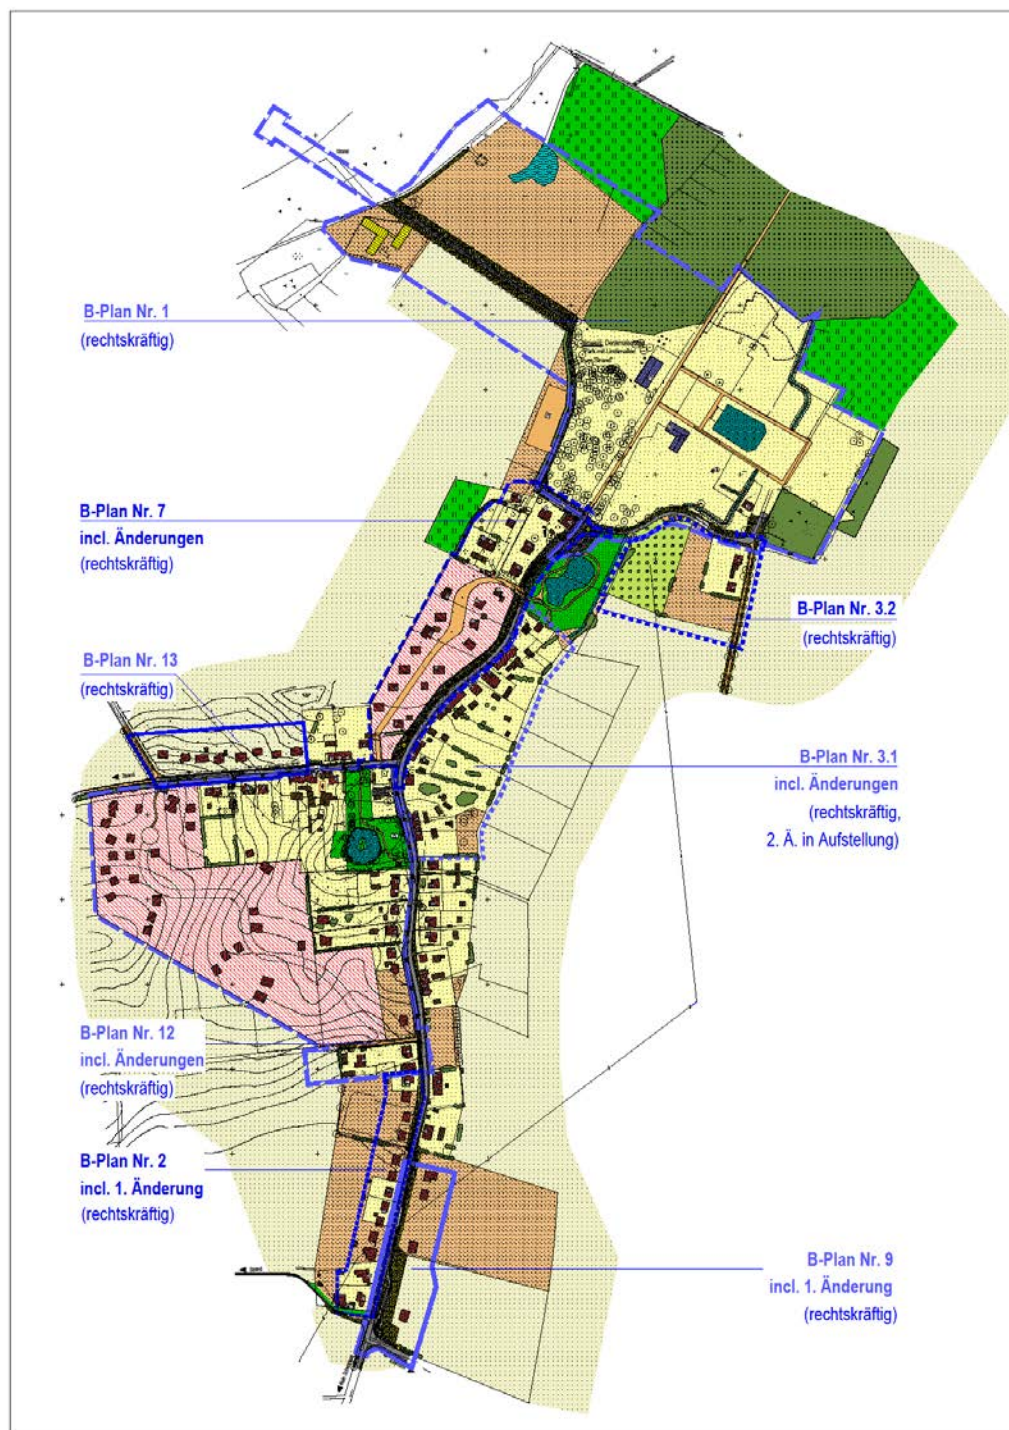 B-Plan Nr. 1
(rechtskräftig)
B-Plan Nr. 7
incl. Änderungen
(rechtskräftig)
B-Plan Nr. 3.2
(rechtskräftig)
B-Plan Nr. 13
(rechtskräftig)
B-Plan Nr. 3.1
incl. Änderungen
(rechtskräftig,
2. Ä. in Aufstellung)
B-Plan Nr. 12
incl. Änderungen
(rechtskräftig)
B-Plan Nr. 2
incl. 1. Änderung
(rechtskräftig)
B-Plan Nr. 9
incl. 1. Änderung
(rechtskräftig)